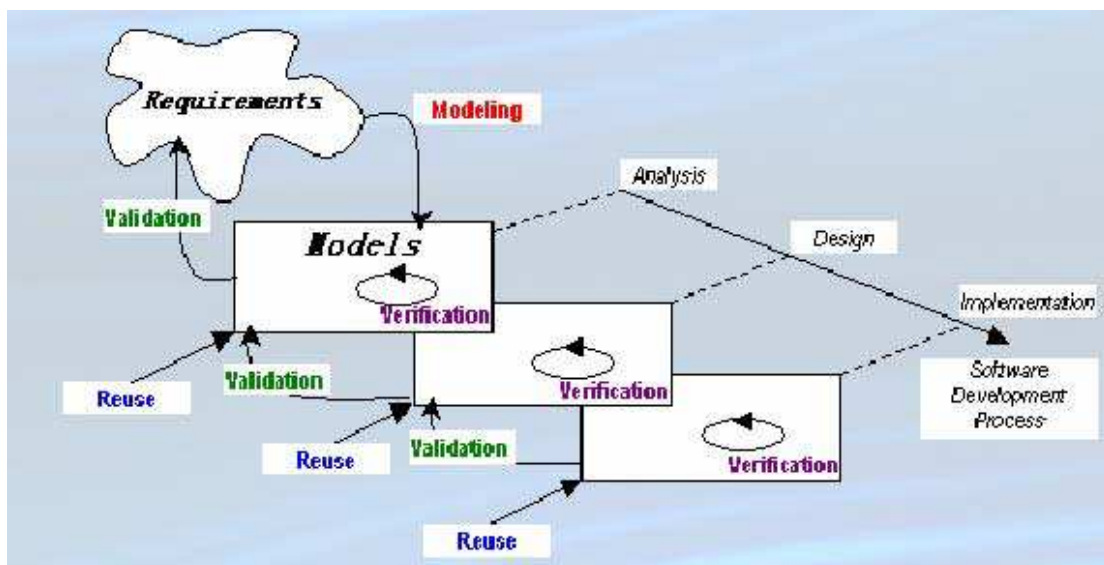 Requirements
Modeling
Analysis
Validation
Design
Models
Implementation
Verification
Validation
Reuse
Software
Development
Process
Verification
Validation
Reuse
Verification
Reuse